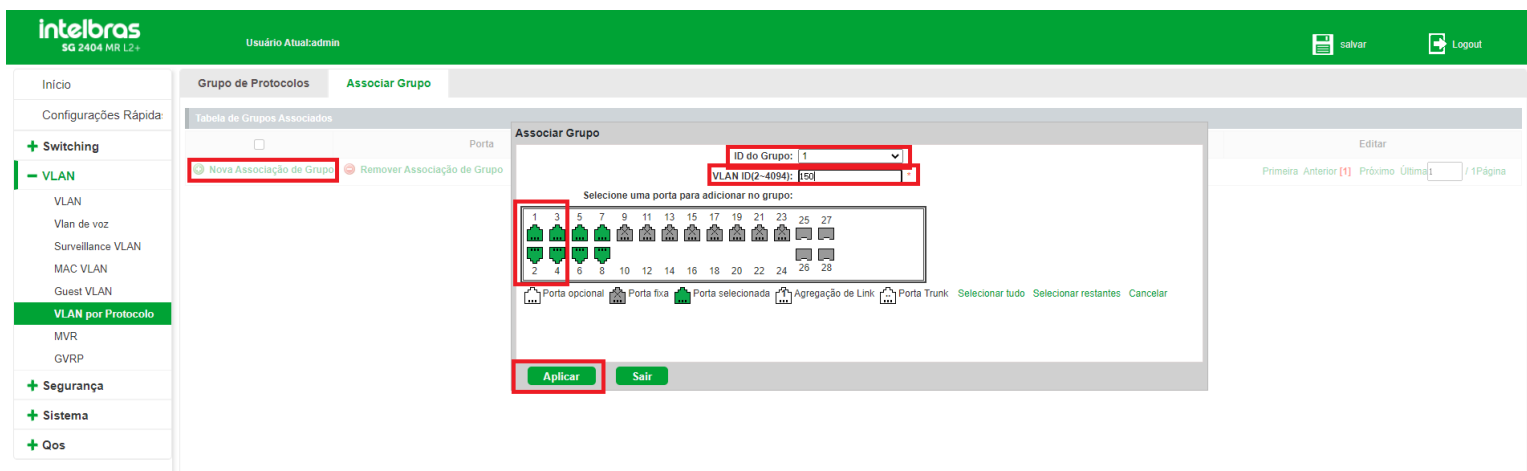 intelbras
SG 2404 MR L2+
Usuário Atual:admin
salvar
Logout
Início
Configurações Rápida
+ Switching
− VLAN
VLAN
Vlan de voz
Surveillance VLAN
MAC VLAN
Guest VLAN
VLAN por Protocolo
MVR
GVRP
+ Segurança
+ Sistema
+ Qos
Grupo de Protocolos Associar Grupo
Tabela de Grupos Associados
Porta
Editar
Nova Associação de Grupo Remover Associação de Grupo
Primeira Anterior [1] Próximo Última 1 / 1Página
Associar Grupo
ID do Grupo: 1
VLAN ID(2~4094): 150 *
Selecione uma porta para adicionar no grupo:
1 3 5 7 9 11 13 15 17 19 21 23 25 27
2 4 6 8 10 12 14 16 18 20 22 24 26 28
Porta opcional Porta fixa Porta selecionada Agregação de Link Porta Trunk Selecionar tudo Selecionar restantes Cancelar
Aplicar Sair